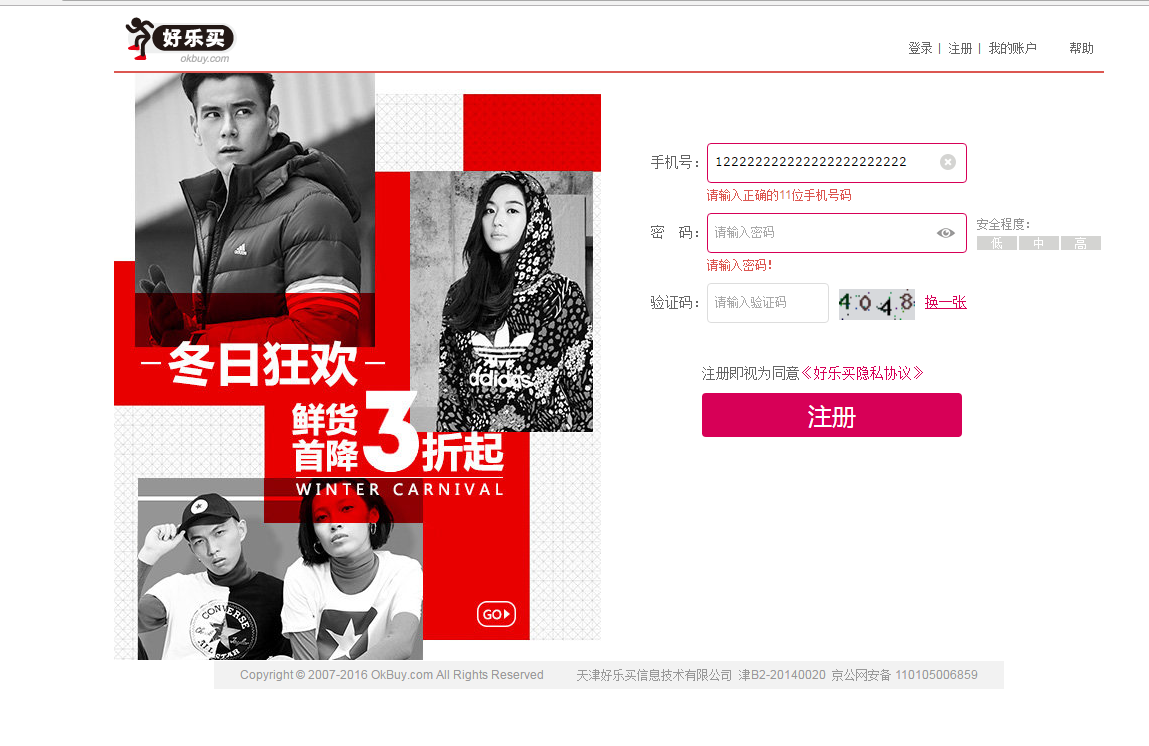 好乐买
okbuy.com
登录 | 注册 | 我的账户 帮助
手机号： 122222222222222222222222
请输入正确的11位手机号码
密 码： 请输入密码
安全程度：
低 中 高
请输入密码！
验证码： 请输入验证码 4048 换一张
注册即视为同意《好乐买隐私协议》
注册
adidas
冬日狂欢
adidas
鲜货
首降3折起
WINTER CARNIVAL
CONVERSE
ALL STAR
GO
Copyright © 2007-2016 OkBuy.com All Rights Reserved 天津好乐买信息技术有限公司 津B2-20140020 京公网安备 110105006859